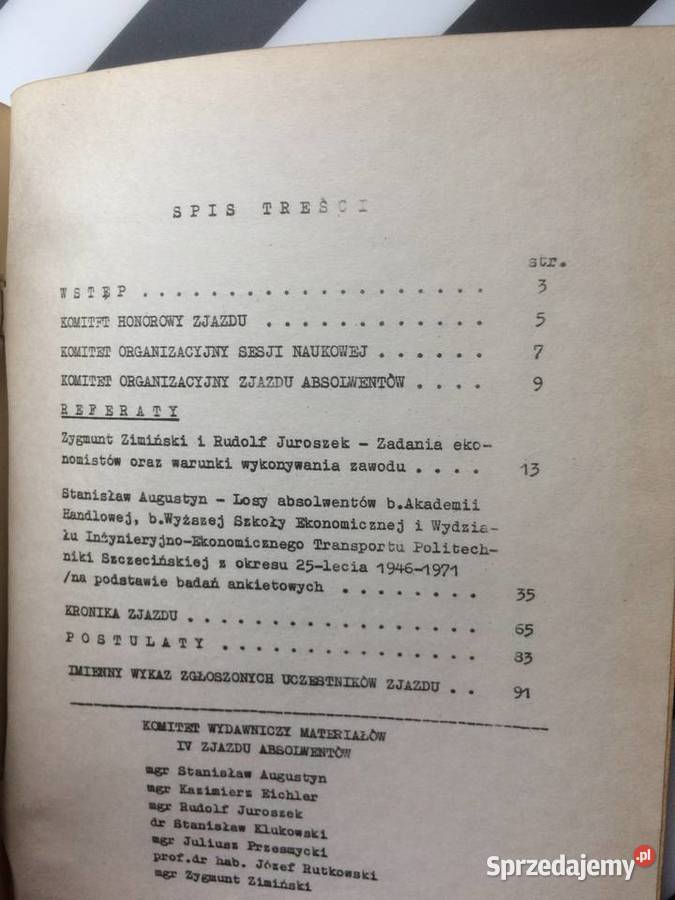 SPIS TREŚCI
str.
WSTĘP . . . . . . . . . . . . . . . . . . . . 3
KOMITET HONOROWY ZJAZDU . . . . . . . . . . . . 5
KOMITET ORGANIZACYJNY SESJI NAUKOWEJ . . . . . . 7
KOMITET ORGANIZACYJNY ZJAZDU ABSOLWENTÓW . . . . 9
REFERATY
Zygmunt Zimiński i Rudolf Juroszek - Zadania eko-
nomistów oraz warunki wykonywania zawodu . . . . 13
Stanisław Augustyn - Losy absolwentów b.Akademii
Handlowej, b.Wyższej Szkoły Ekonomicznej i Wydzia-
łu Inżynieryjno-Ekonomicznego Transportu Politech-
niki Szczecińskiej z okresu 25-lecia 1946-1971
/na podstawie badań ankietowych . . . . . . . . 35
KRONIKA ZJAZDU . . . . . . . . . . . . . . . . . 65
POSTULATY . . . . . . . . . . . . . . . 83
IMIENNY WYKAZ ZGŁOSZONYCH UCZESTNIKÓW ZJAZDU . . 91
KOMITET WYDAWNICZY MATERIAŁÓW
IV ZJAZDU ABSOLWENTÓW
mgr Stanisław Augustyn
mgr Kazimierz Eichler
mgr Rudolf Juroszek
dr Stanisław Klukowski
mgr Juliusz Przesmycki
prof.dr hab. Józef Rutkowski
mgr Zygmunt Zimiński
Sprzedajemy.pl